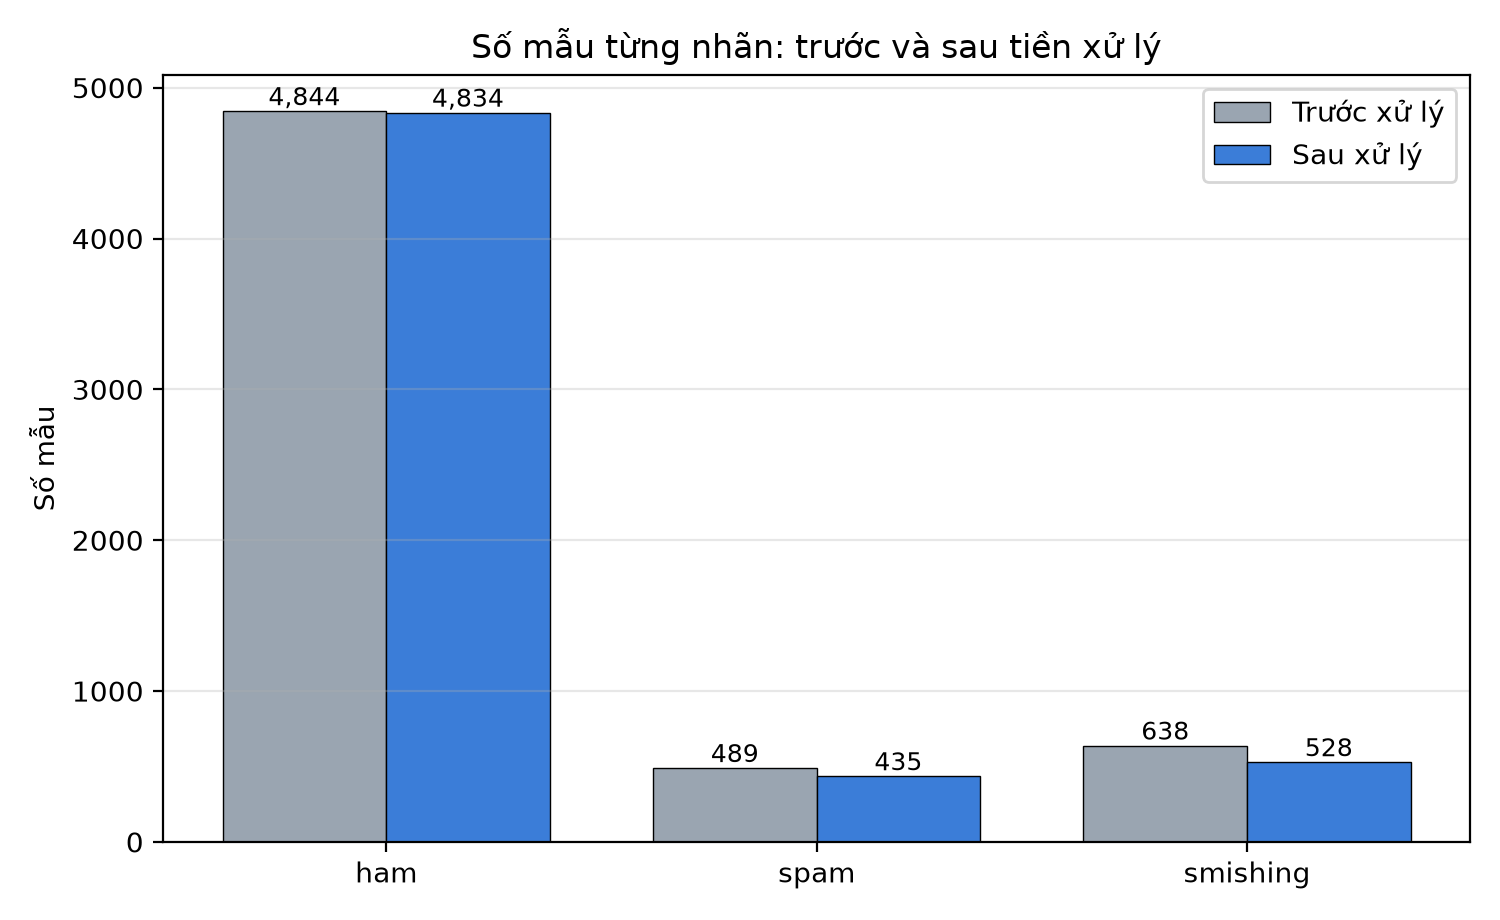 Số mẫu từng nhãn: trước và sau tiền xử lý
Trước xử lý
Sau xử lý
Số mẫu
5000
4000
3000
2000
1000
0
4,844
4,834
489
435
638
528
ham
spam
smishing